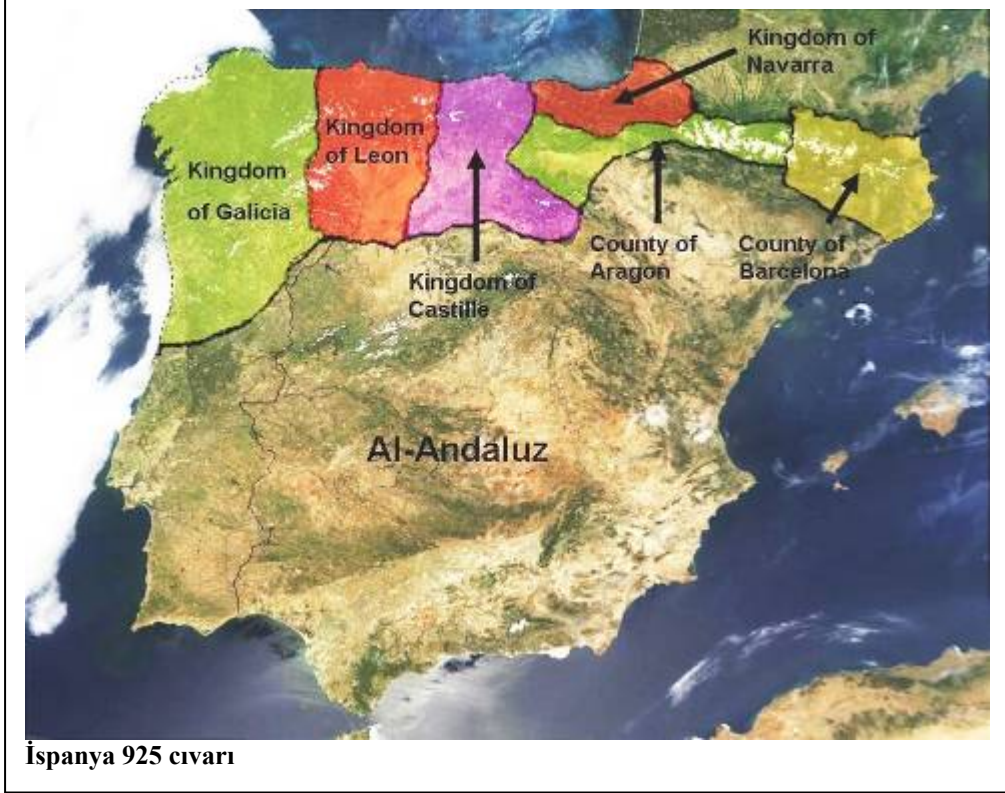 Kingdom of
Navarra
Kingdom
of Leon
Kingdom
of Galicia
County of
Aragon
County of
Barcelona
Kingdom of
Castille
Al-Andaluz
İspanya 925 cıvarı